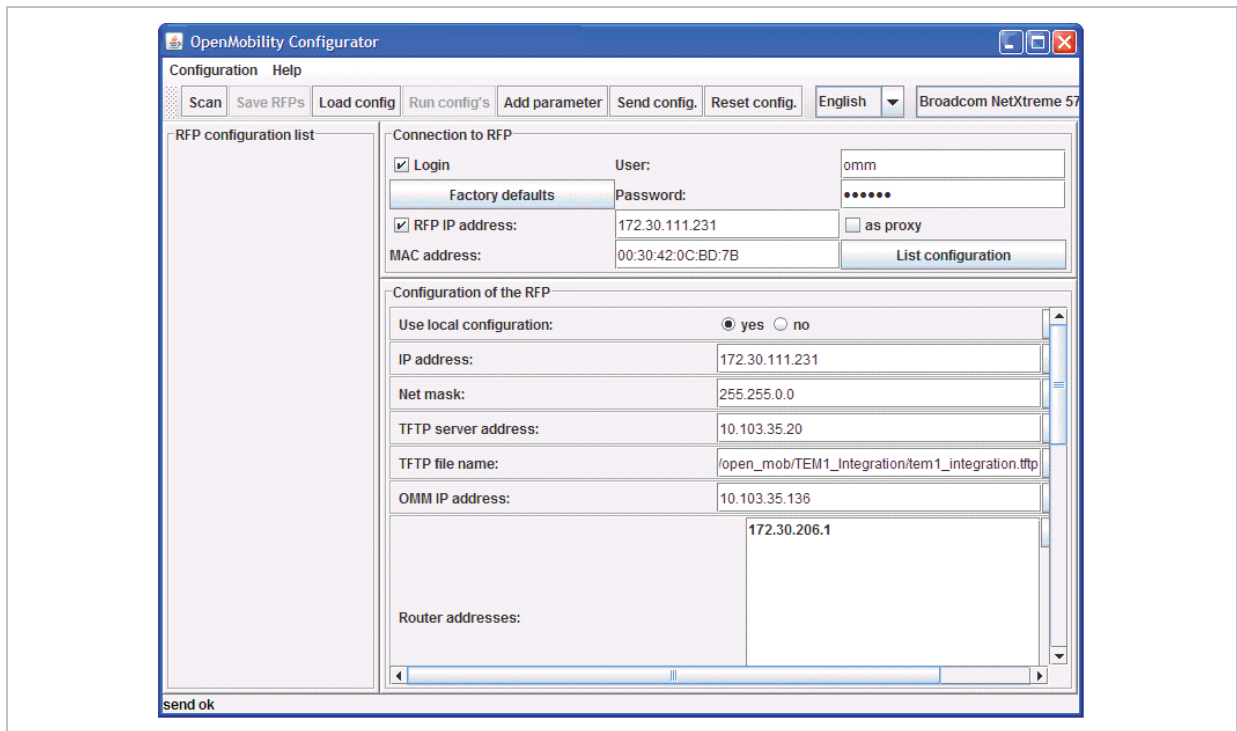 OpenMobility Configurator
Configuration Help
Scan Save RFPs Load config Run config's Add parameter Send config. Reset config. English Broadcom NetXtreme 57
RFP configuration list
Connection to RFP
Login User: omm
Factory defaults Password: ••••••
RFP IP address: 172.30.111.231 as proxy
MAC address: 00:30:42:0C:BD:7B List configuration
Configuration of the RFP
Use local configuration: yes no
IP address: 172.30.111.231
Net mask: 255.255.0.0
TFTP server address: 10.103.35.20
TFTP file name: /open_mob/TEM1_Integration/tem1_integration.tftp
OMM IP address: 10.103.35.136
172.30.206.1
Router addresses:
send ok